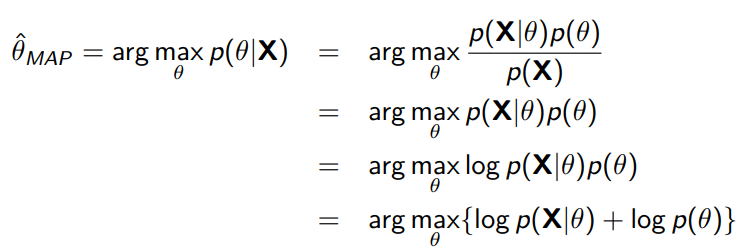 θ̂_MAP = arg max_θ p(θ|X) = arg max_θ p(X|θ)p(θ) / p(X)
= arg max_θ p(X|θ)p(θ)
= arg max_θ log p(X|θ)p(θ)
= arg max_θ {log p(X|θ) + log p(θ)}